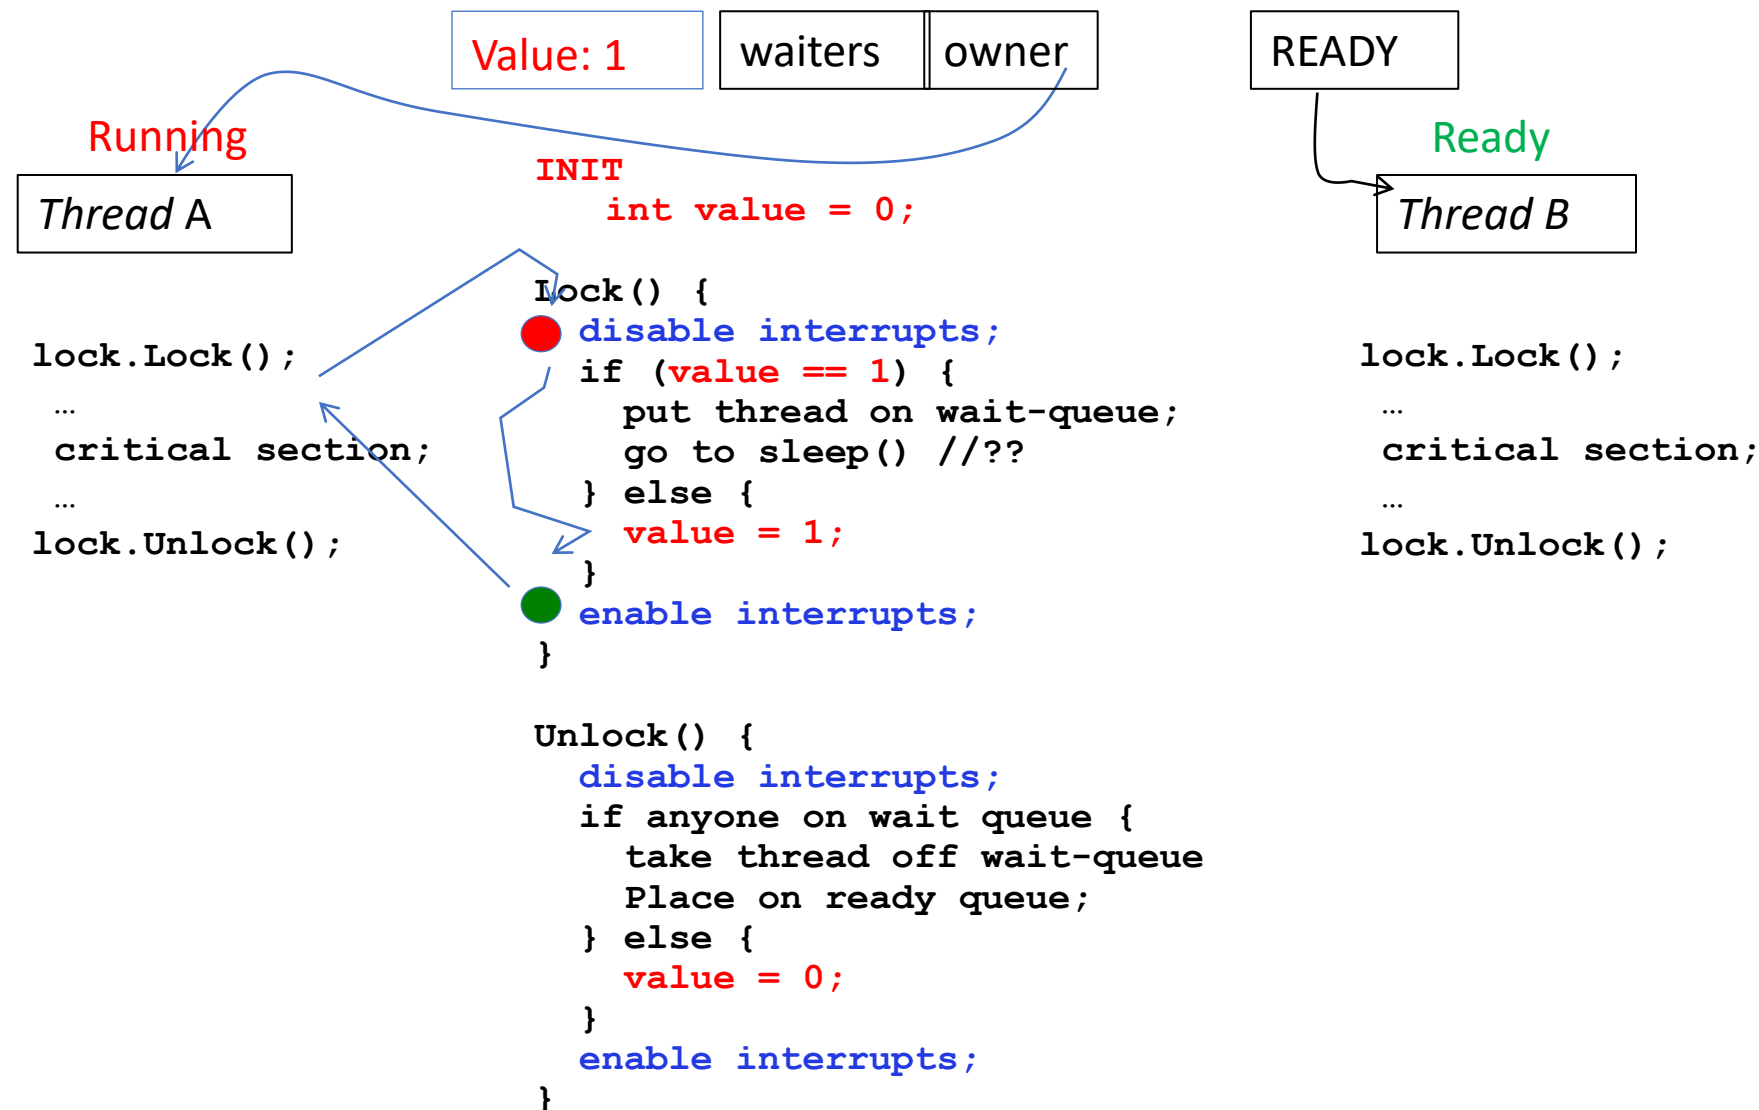 Value: 1
waiters
owner
READY
Running
Ready
Thread A
Thread B
INIT
int value = 0;
Lock() {
disable interrupts;
if (value == 1) {
put thread on wait-queue;
go to sleep() //??
} else {
value = 1;
}
enable interrupts;
}
Unlock() {
disable interrupts;
if anyone on wait queue {
take thread off wait-queue
Place on ready queue;
} else {
value = 0;
}
enable interrupts;
}
lock.Lock();
…
critical section;
…
lock.Unlock();
lock.Lock();
…
critical section;
…
lock.Unlock();